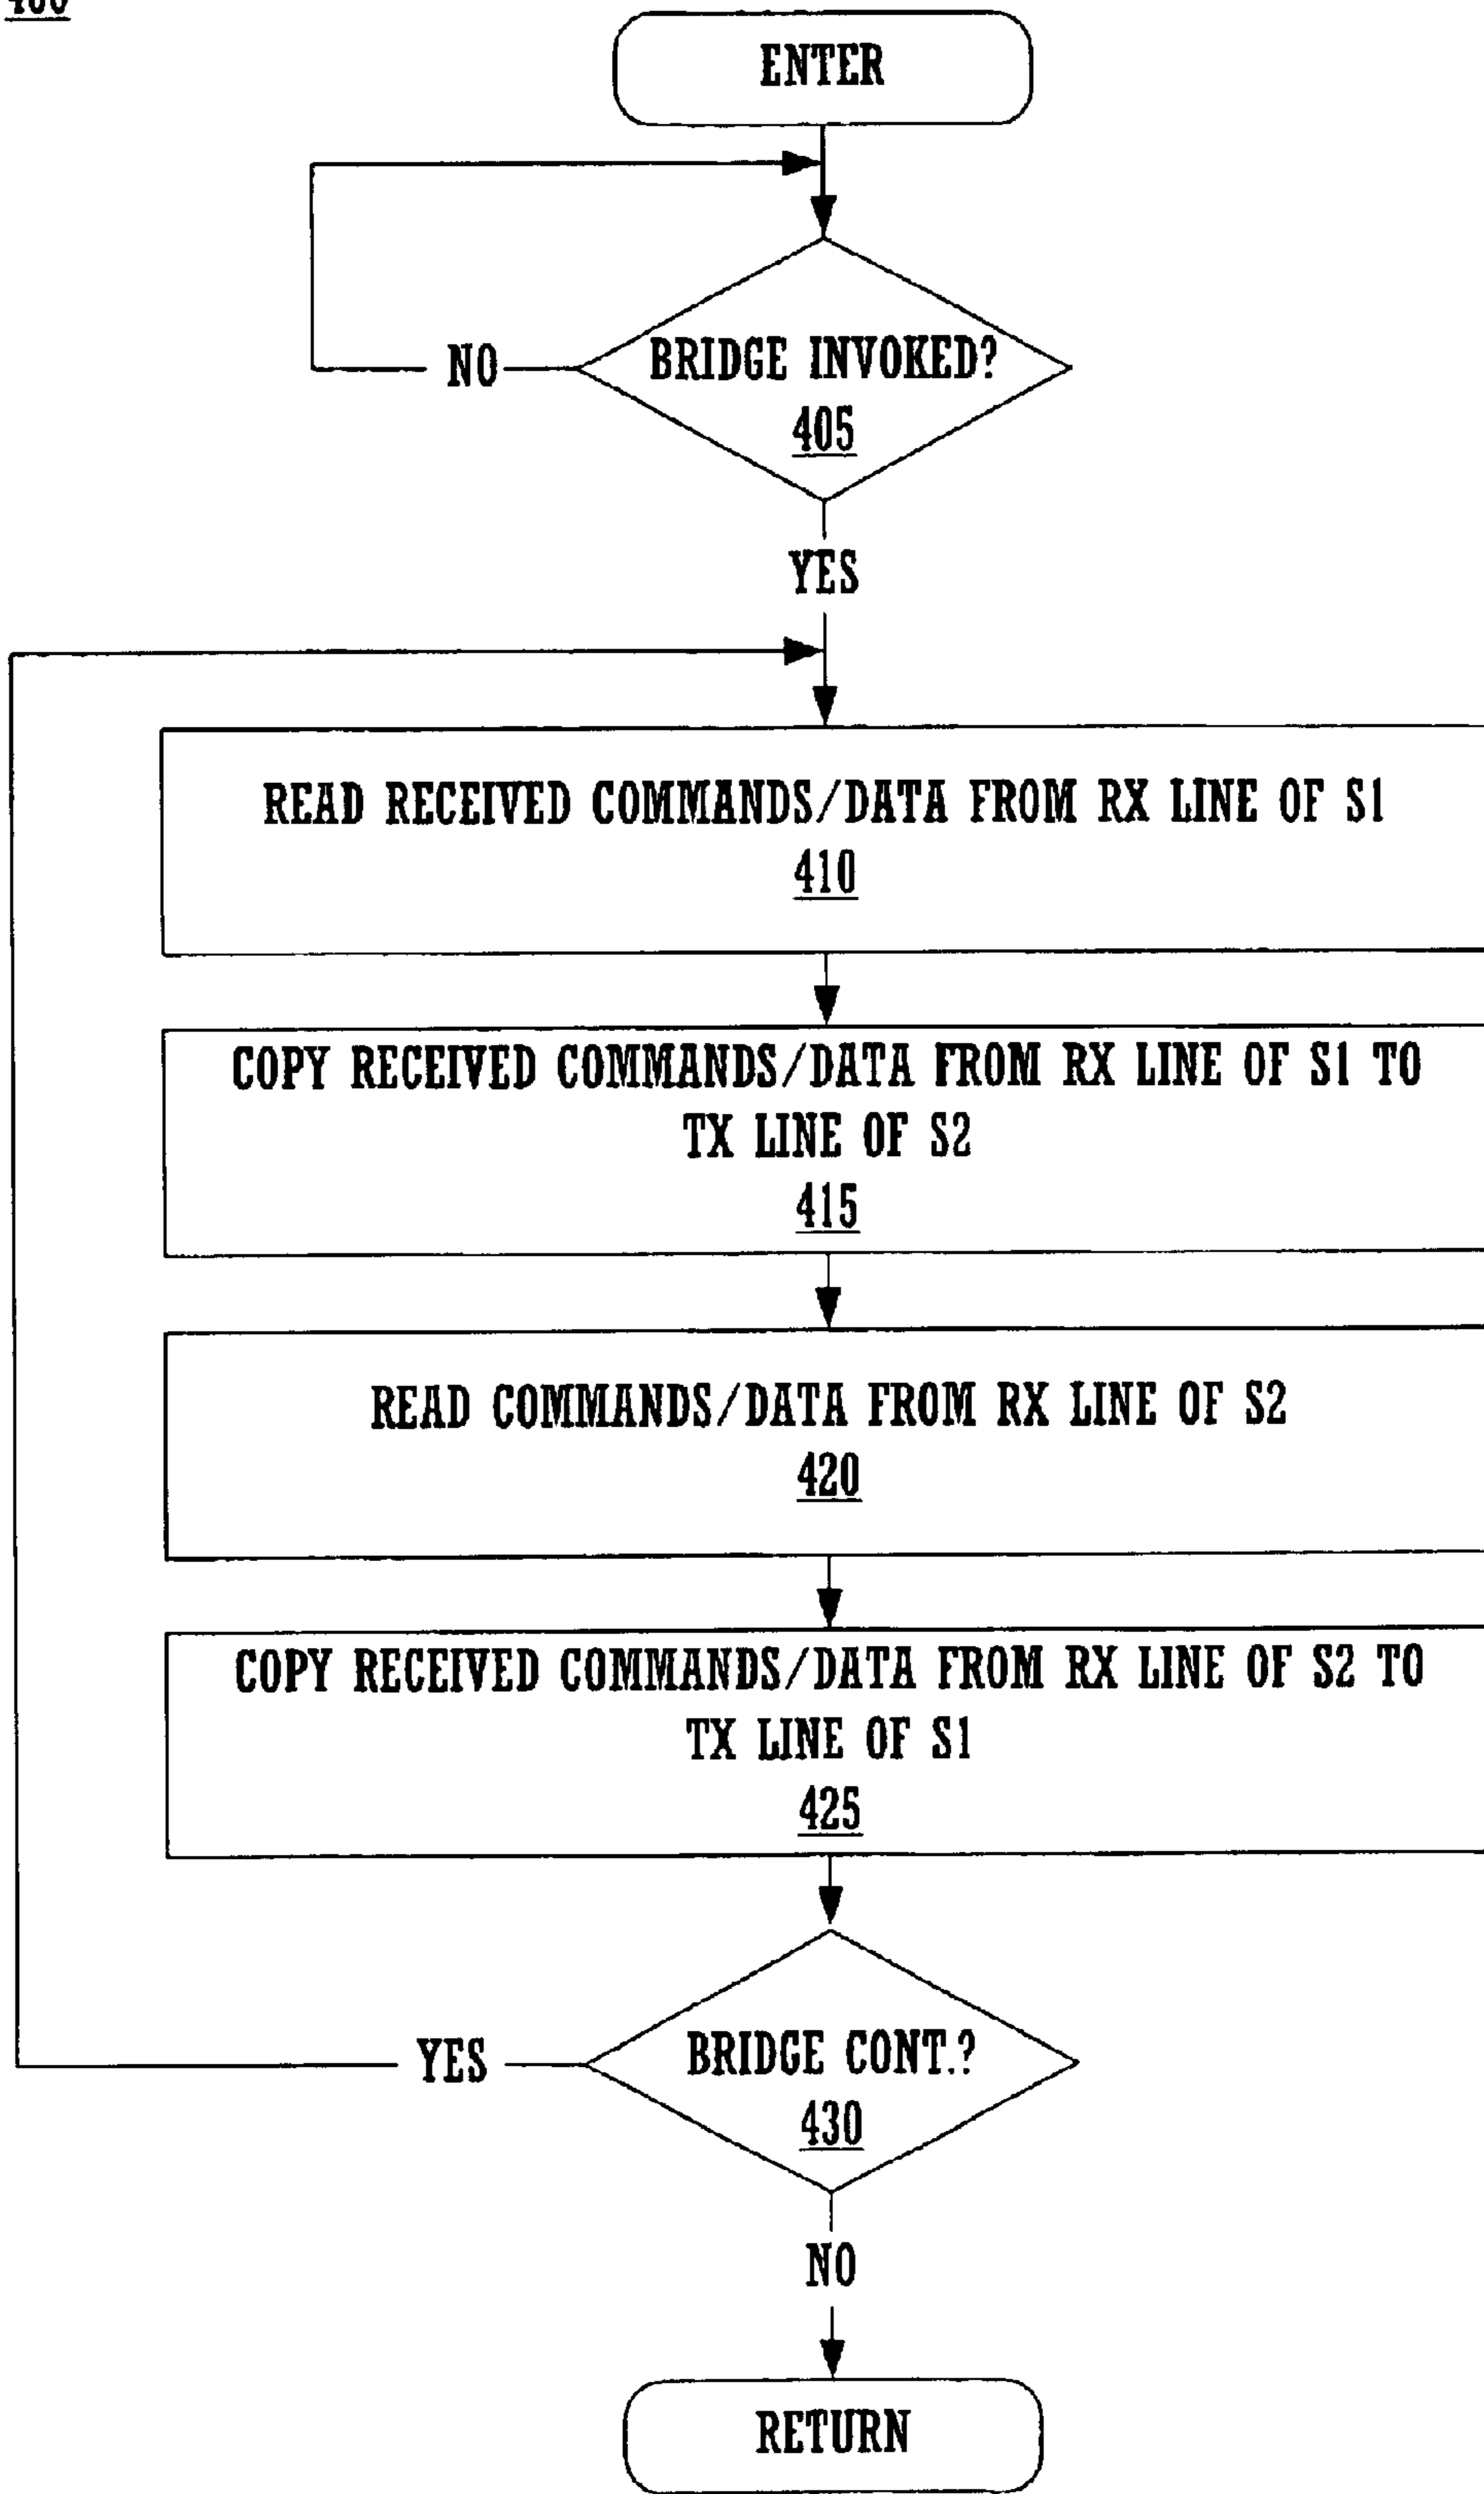 400
ENTER
NO
BRIDGE INVOKED?
405
YES
READ RECEIVED COMMANDS/DATA FROM RX LINE OF S1
410
COPY RECEIVED COMMANDS/DATA FROM RX LINE OF S1 TO
TX LINE OF S2
415
READ COMMANDS/DATA FROM RX LINE OF S2
420
COPY RECEIVED COMMANDS/DATA FROM RX LINE OF S2 TO
TX LINE OF S1
425
YES
BRIDGE CONT.?
430
NO
RETURN